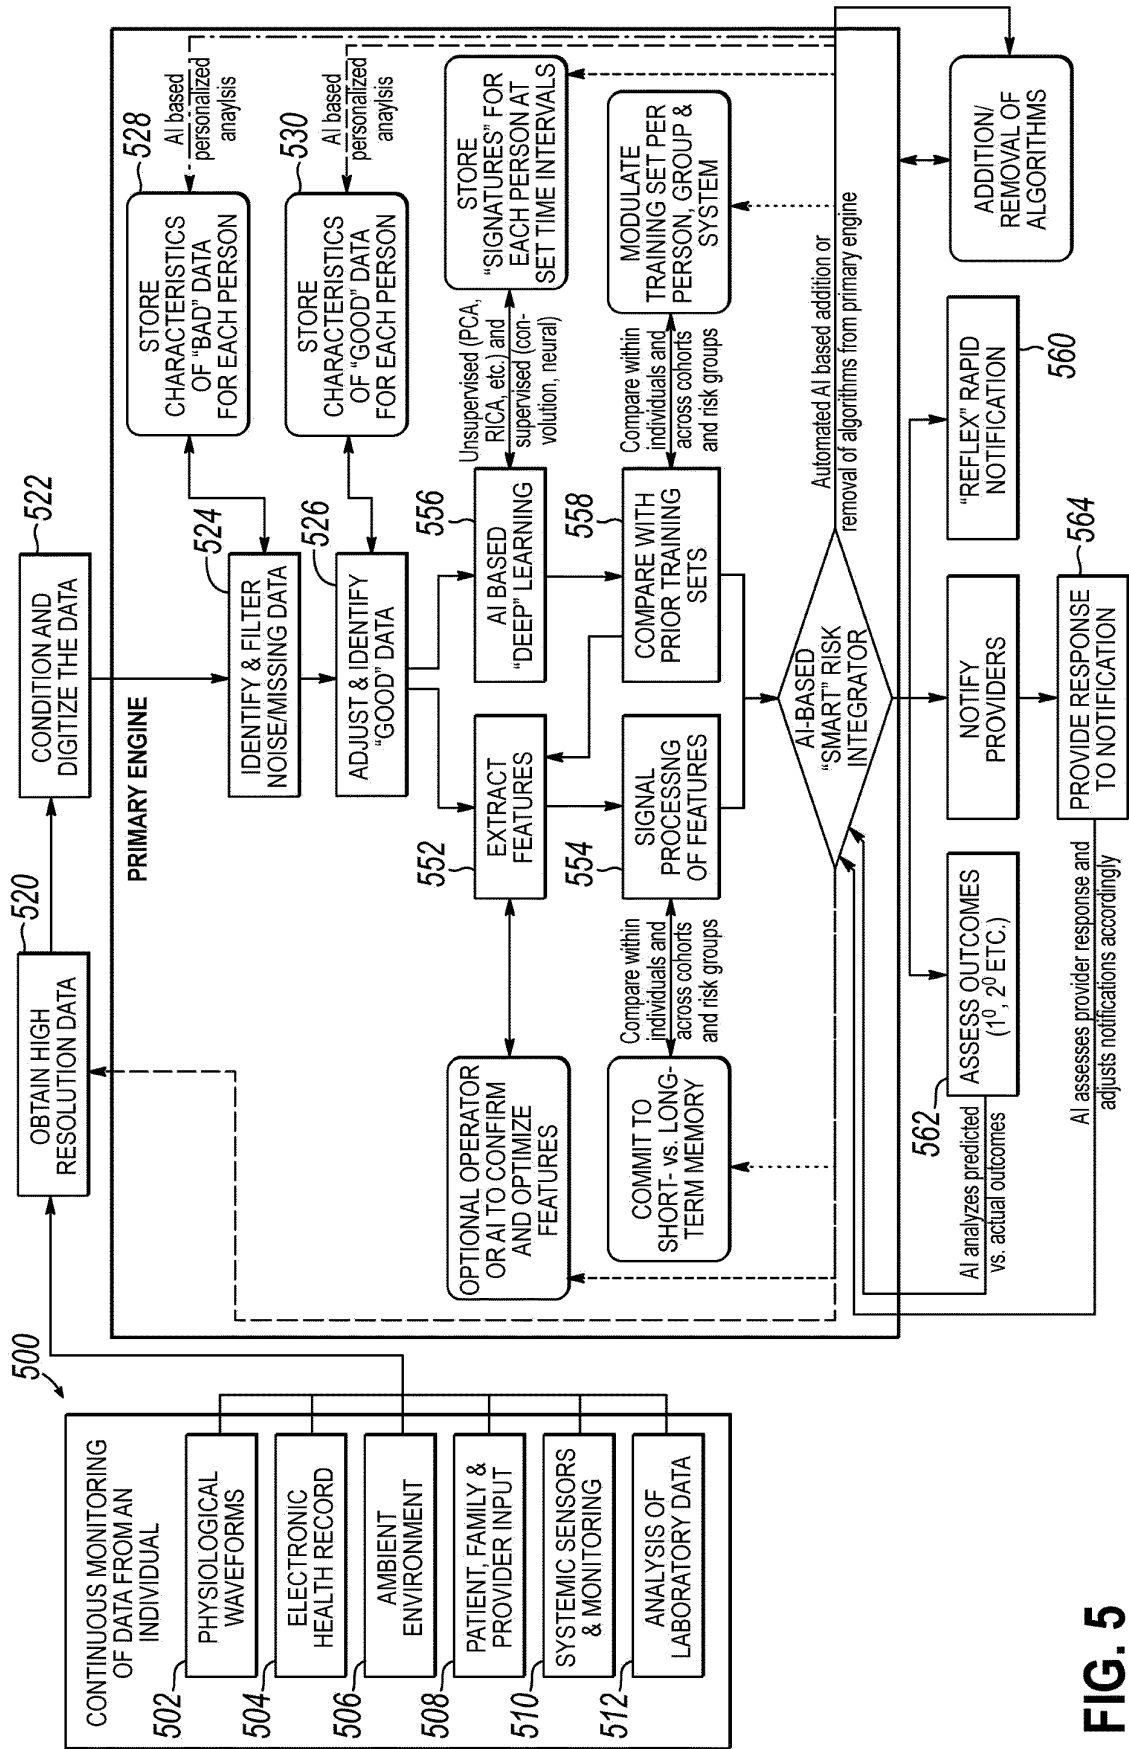 500
CONTINUOUS MONITORING
OF DATA FROM AN
INDIVIDUAL
502
PHYSIOLOGICAL
WAVEFORMS
504
ELECTRONIC
HEALTH RECORD
506
AMBIENT
ENVIRONMENT
508
PATIENT, FAMILY &
PROVIDER INPUT
510
SYSTEMIC SENSORS
& MONITORING
512
ANALYSIS OF
LABORATORY DATA
520
OBTAIN HIGH
RESOLUTION DATA
522
CONDITION AND
DIGITIZE THE DATA
PRIMARY ENGINE
524
IDENTIFY & FILTER
NOISE/MISSING DATA
528
STORE
CHARACTERISTICS
OF "BAD" DATA
FOR EACH PERSON
AI based
personalized
anaylsis
526
ADJUST & IDENTIFY
"GOOD" DATA
530
STORE
CHARACTERISTICS
OF "GOOD" DATA
FOR EACH PERSON
AI based
personalized
anaylsis
OPTIONAL OPERATOR
OR AI TO CONFIRM
AND OPTIMIZE
FEATURES
552
EXTRACT
FEATURES
556
AI BASED
"DEEP" LEARNING
Unsupervised (PCA,
RICA, etc.) and
supervised (con-
volution, neural)
STORE
"SIGNATURES" FOR
EACH PERSON AT
SET TIME INTERVALS
COMMIT TO
SHORT- vs. LONG-
TERM MEMORY
Compare within
individuals and
across cohorts
and risk groups
554
SIGNAL
PROCESSNG
OF FEATURES
558
COMPARE WITH
PRIOR TRAINING
SETS
Compare within
individuals and
across cohorts
and risk groups
MODULATE
TRAINING SET PER
PERSON, GROUP &
SYSTEM
AI-BASED
"SMART" RISK
INTEGRATOR
Automated AI based addition or
removal of algorithms from primary engine
ADDITION/
REMOVAL OF
ALGORITHMS
AI analyzes predicted
vs. actual outcomes
562
ASSESS OUTCOMES
(1⁰, 2⁰ ETC.)
NOTIFY
PROVIDERS
"REFLEX" RAPID
NOTIFICATION
560
AI assesses provider response and
adjusts notifications accordingly
564
PROVIDE RESPONSE
TO NOTIFICATION
FIG. 5